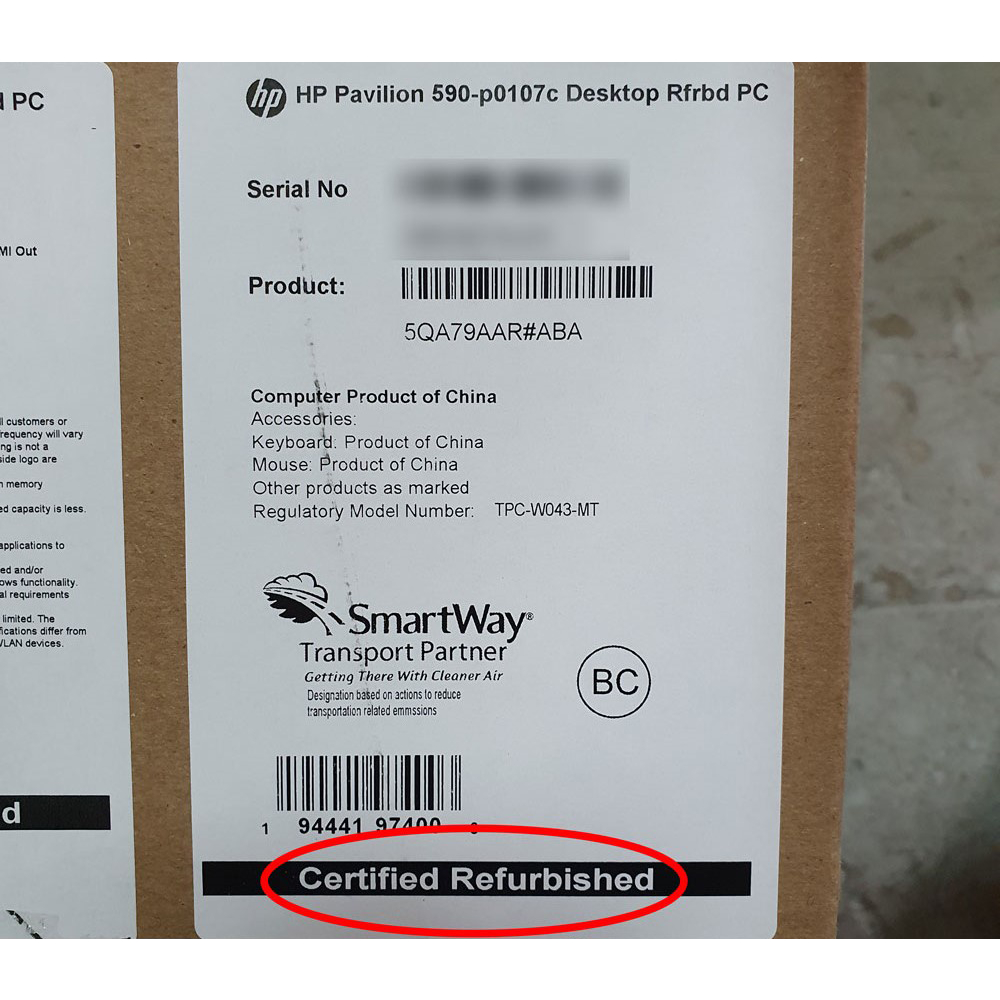 d PC
MI Out
ll customers or
requency will vary
ng is not a
side logo are
n memory
ed capacity is less.
applications to
ed and/or
ows functionality.
al requirements
limited. The
fications differ from
WLAN devices.
d
hp HP Pavilion 590-p0107c Desktop Rfrbd PC
Serial No
Product:
5QA79AAR#ABA
Computer Product of China
Accessories:
Keyboard: Product of China
Mouse: Product of China
Other products as marked
Regulatory Model Number: TPC-W043-MT
SmartWay®
Transport Partner
Getting There With Cleaner Air
Designation based on actions to reduce
transportation related emmssions
BC
1 94441 97400
Certified Refurbished